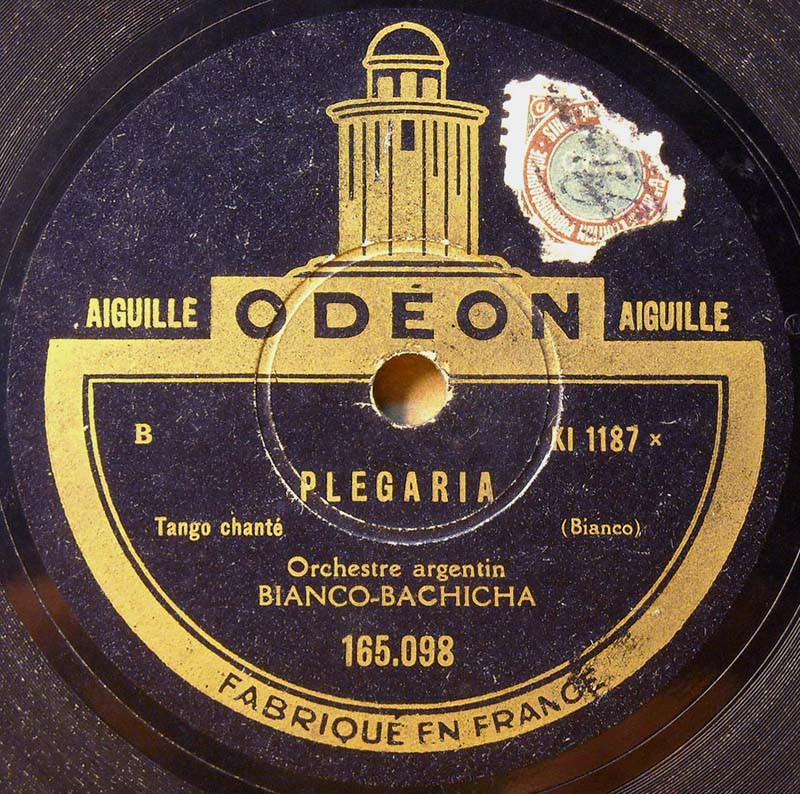 AIGUILLE ODÉON AIGUILLE
B KI 1187 x
PLEGARIA
Tango chanté (Bianco)
Orchestre argentin
BIANCO-BACHICHA
165.098
FABRIQUÉ EN FRANCE